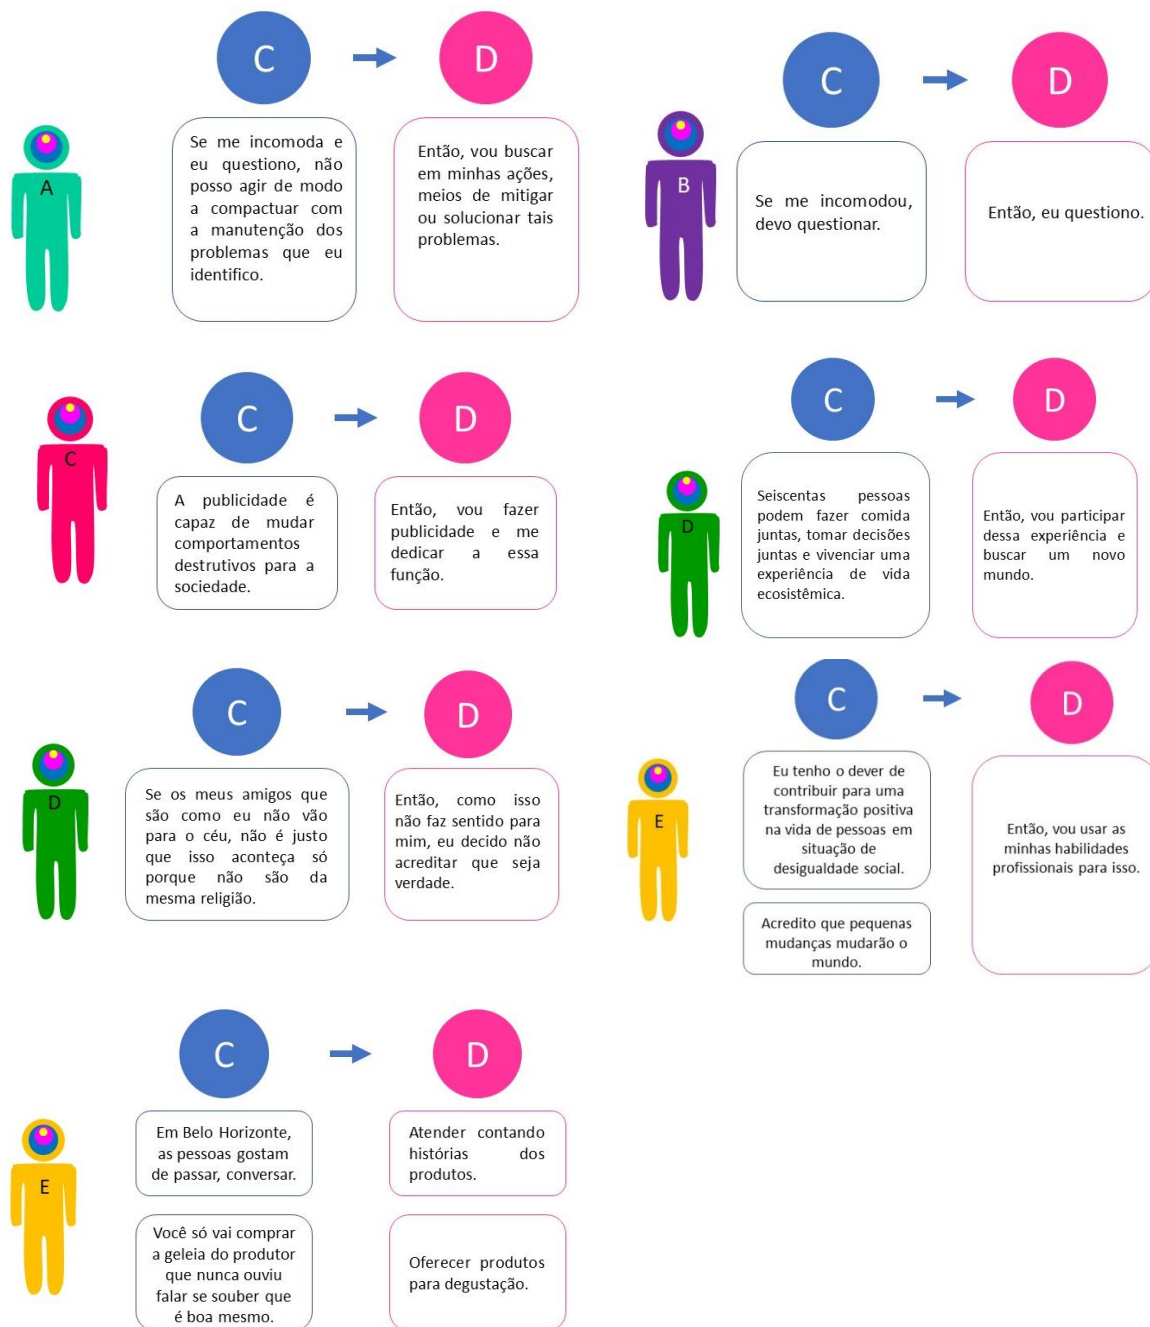 C
D
A
Se me incomoda e
eu questiono, não
posso agir de modo
a compactuar com
a manutenção dos
problemas que eu
identifico.
Então, vou buscar
em minhas ações,
meios de mitigar
ou solucionar tais
problemas.
C
D
B
Se me incomodou,
devo questionar.
Então, eu questiono.
C
D
C
A publicidade é
capaz de mudar
comportamentos
destrutivos para a
sociedade.
Então, vou fazer
publicidade e me
dedicar a essa
função.
C
D
D
Seiscentas pessoas
podem fazer comida
juntas, tomar decisões
juntas e vivenciar uma
experiência de vida
ecosistêmica.
Então, vou participar
dessa experiência e
buscar um novo
mundo.
C
D
D
Se os meus amigos que
são como eu não vão
para o céu, não é justo
que isso aconteça só
porque não são da
mesma religião.
Então, como isso
não faz sentido para
mim, eu decido não
acreditar que seja
verdade.
C
D
E
Eu tenho o dever de
contribuir para uma
transformação positiva
na vida de pessoas em
situação de
desigualdade social.
Acredito que pequenas
mudanças mudarão o
mundo.
Então, vou usar as
minhas habilidades
profissionais para isso.
C
D
E
Em Belo Horizonte,
as pessoas gostam
de passar, conversar.
Atender contando
histórias dos
produtos.
Você só vai comprar
a geleia do produtor
que nunca ouviu
falar se souber que
é boa mesmo.
Oferecer produtos
para degustação.